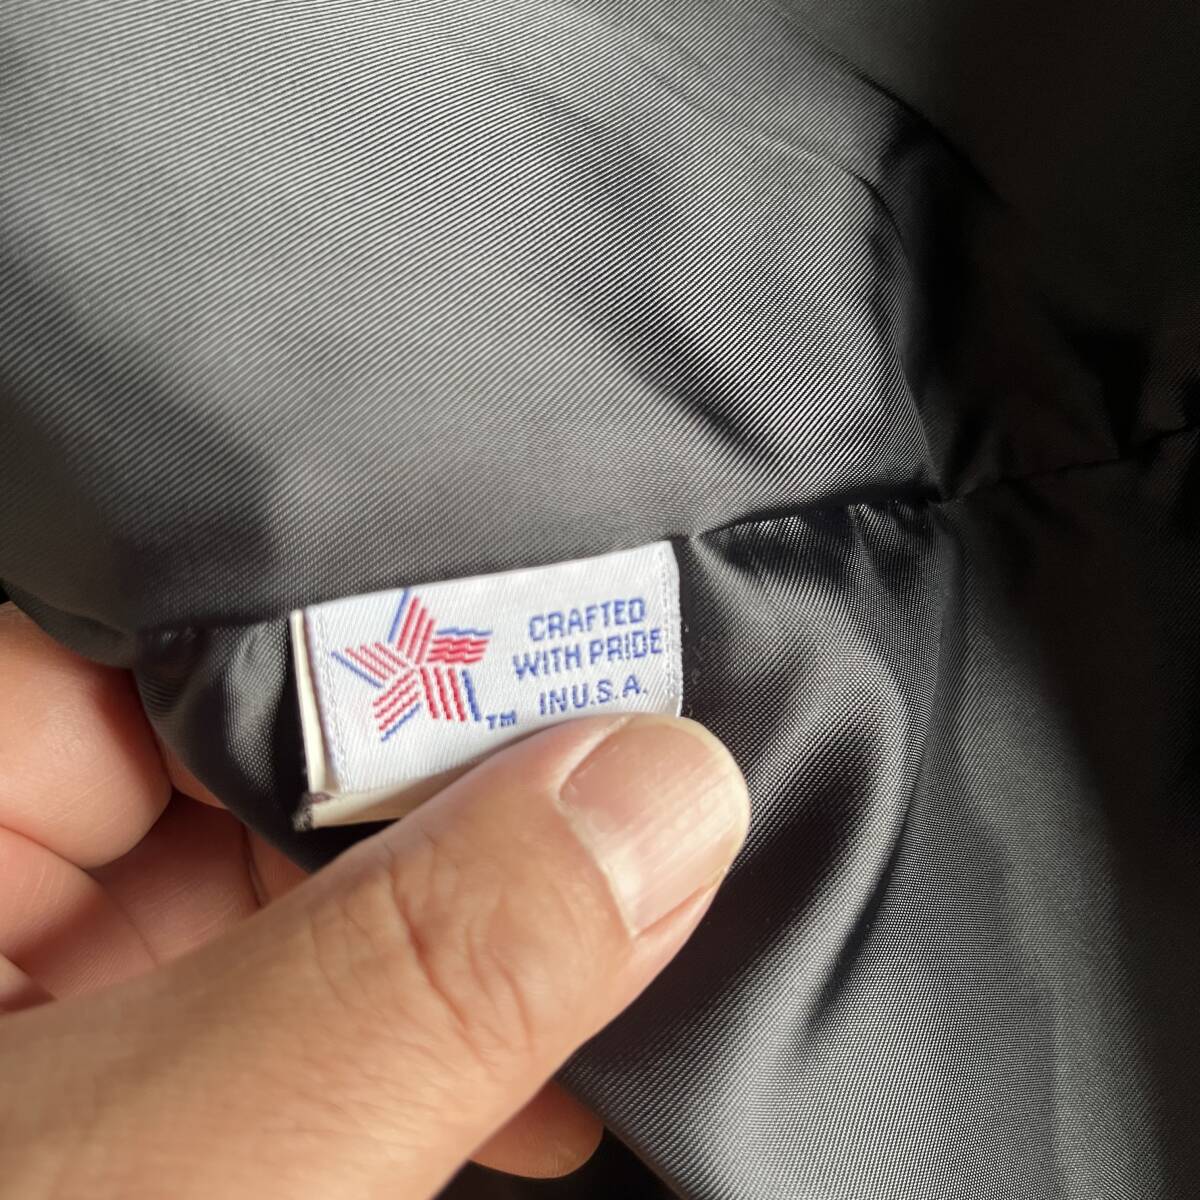 CRAFTED
WITH PRIDE
IN U.S.A.
TM